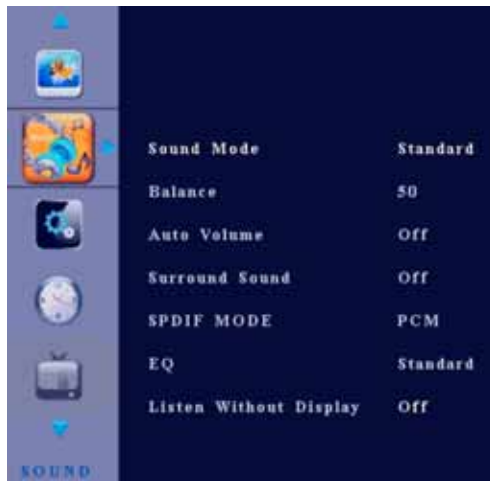 Sound Mode Standard
Balance 50
Auto Volume Off
Surround Sound Off
SPDIF MODE PCM
EQ Standard
Listen Without Display Off
SOUND